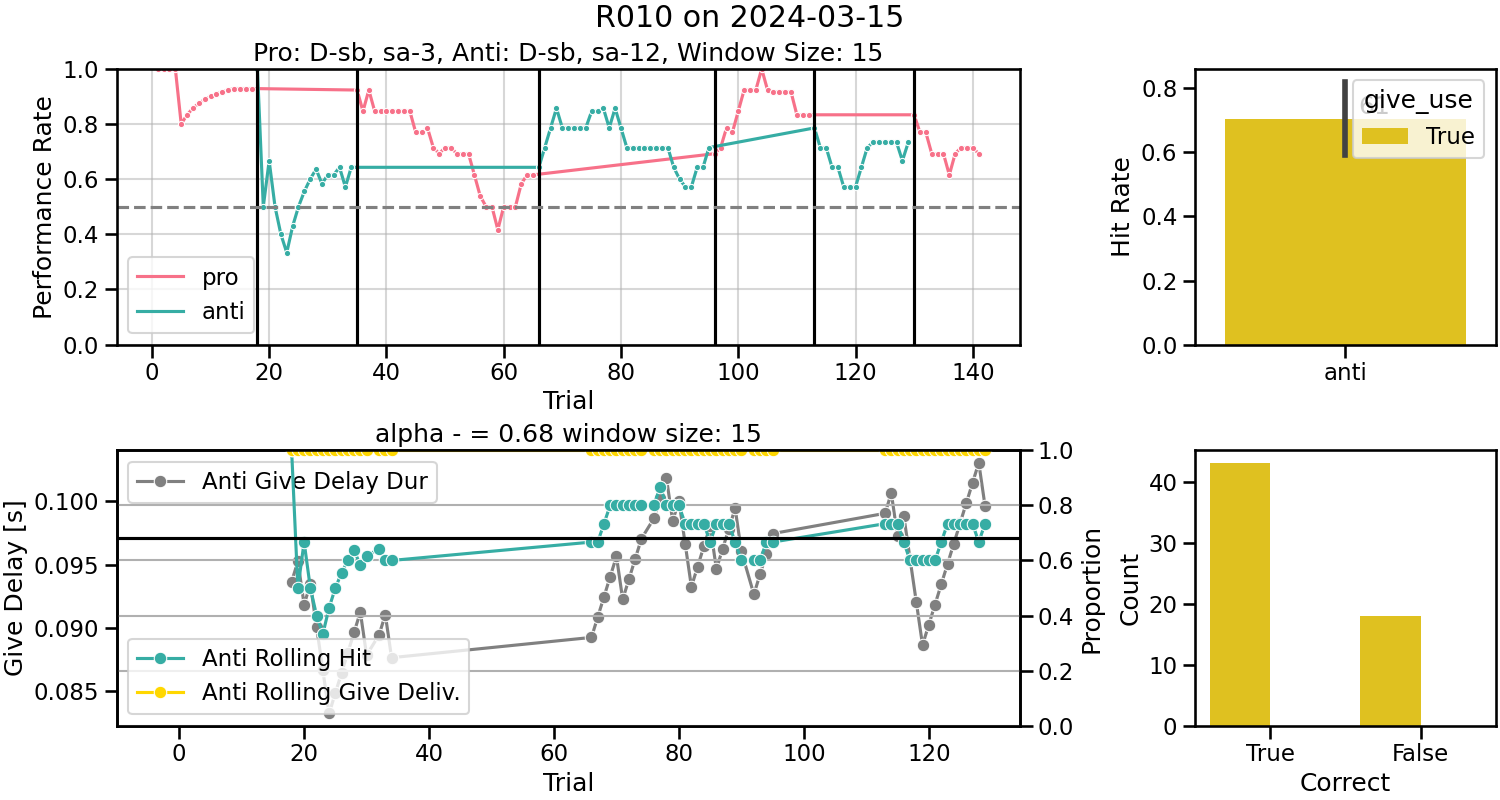 R010 on 2024-03-15
Pro: D-sb, sa-3, Anti: D-sb, sa-12, Window Size: 15
Performance Rate
1.0
0.8
0.6
0.4
0.2
0.0
pro
anti
0
20
40
60
80
100
120
140
Trial
Hit Rate
0.8
0.6
0.4
0.2
0.0
give_use
True
anti
alpha - = 0.68 window size: 15
Give Delay [s]
0.100
0.095
0.090
0.085
Anti Give Delay Dur
Anti Rolling Hit
Anti Rolling Give Deliv.
1.0
0.8
0.6
0.4
0.2
0.0
Proportion
0
20
40
60
80
100
120
Trial
Count
40
30
20
10
0
True
False
Correct